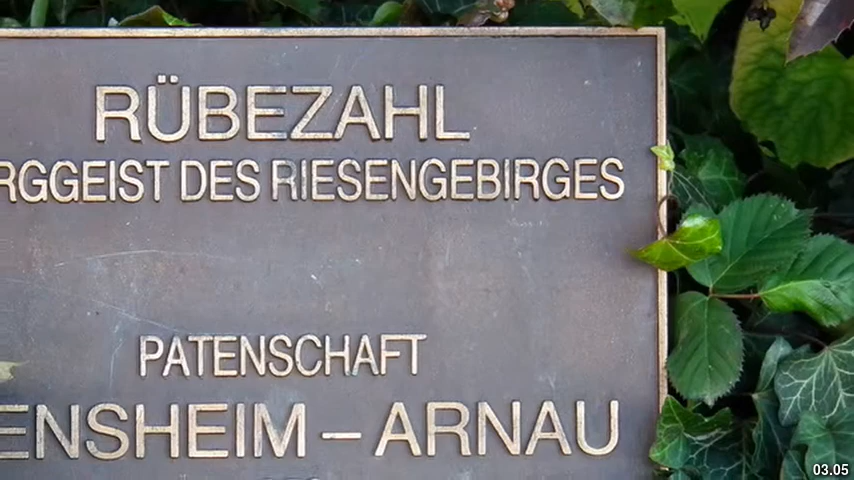 RÜBEZAHL
RGGEIST DES RIESENGEBIRGES
PATENSCHAFT
ENSHEIM – ARNAU
03.05